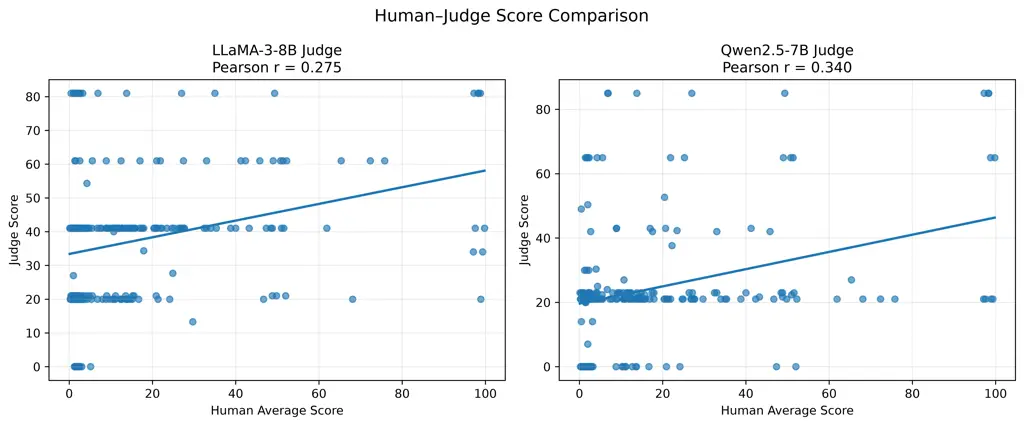 Human–Judge Score Comparison
LLaMA-3-8B Judge
Pearson r = 0.275
Judge Score
80
70
60
50
40
30
20
10
0
0 20 40 60 80 100
Human Average Score
Qwen2.5-7B Judge
Pearson r = 0.340
Judge Score
80
60
40
20
0
0 20 40 60 80 100
Human Average Score